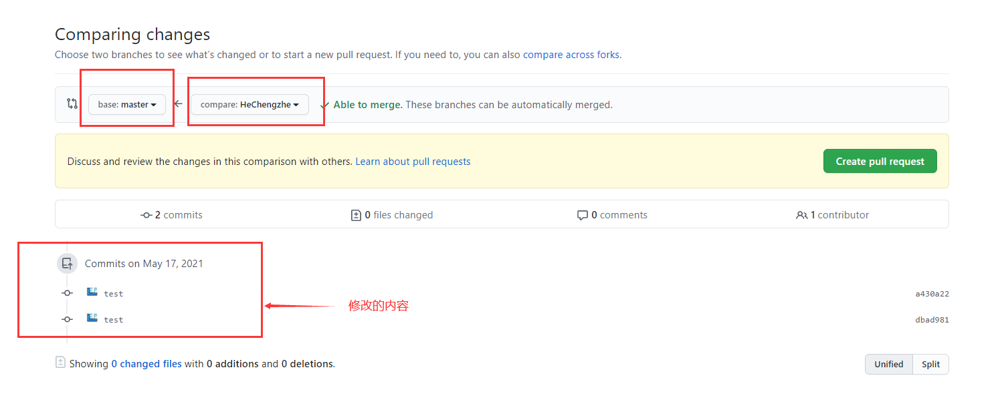 Comparing changes
Choose two branches to see what's changed or to start a new pull request. If you need to, you can also compare across forks.
base: master compare: HeChengzhe Able to merge. These branches can be automatically merged.
Discuss and review the changes in this comparison with others. Learn about pull requests Create pull request
2 commits 0 files changed 0 comments 1 contributor
Commits on May 17, 2021
test a430a22
修改的内容
test dbad981
Showing 0 changed files with 0 additions and 0 deletions. Unified Split